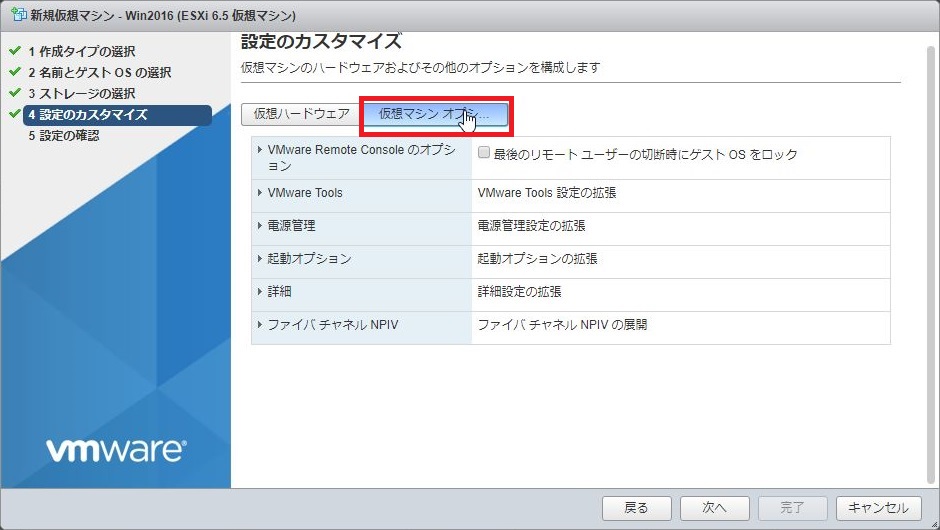 新規仮想マシン - Win2016 (ESXi 6.5 仮想マシン)
1 作成タイプの選択
2 名前とゲスト OS の選択
3 ストレージの選択
4 設定のカスタマイズ
5 設定の確認
設定のカスタマイズ
仮想マシンのハードウェアおよびその他のオプションを構成します
仮想ハードウェア
仮想マシン オプシ...
VMware Remote Console のオプシ
ョン
最後のリモート ユーザーの切断時にゲスト OS をロック
VMware Tools
VMware Tools 設定の拡張
電源管理
電源管理設定の拡張
起動オプション
起動オプションの拡張
詳細
詳細設定の拡張
ファイバ チャネル NPIV
ファイバ チャネル NPIV の展開
vmware®
戻る
次へ
完了
キャンセル